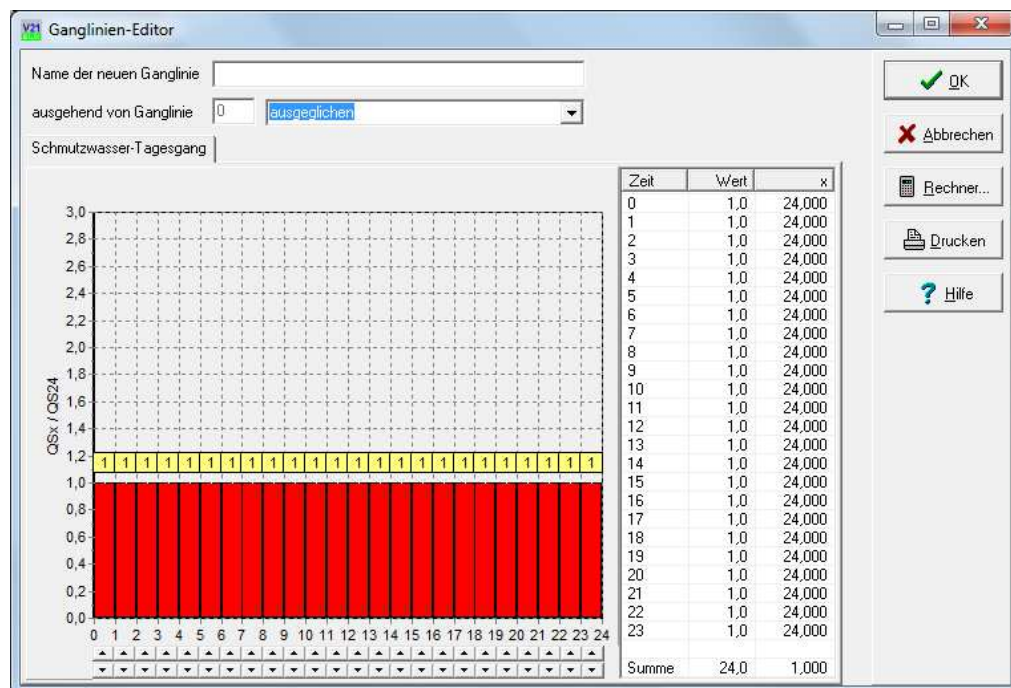 V21 Ganglinien-Editor
Name der neuen Ganglinie
ausgehend von Ganglinie 0 ausgeglichen
Schmutzwasser-Tagesgang
OK
Abbrechen
Rechner...
Drucken
Hilfe
QSx / QS24
3,0
2,8
2,6
2,4
2,2
2,0
1,8
1,6
1,4
1,2
1,0
0,8
0,6
0,4
0,2
0,0
1 1 1 1 1 1 1 1 1 1 1 1 1 1 1 1 1 1 1 1 1 1 1 1
0 1 2 3 4 5 6 7 8 9 10 11 12 13 14 15 16 17 18 19 20 21 22 23 24
Zeit Wert x
0 1,0 24,000
1 1,0 24,000
2 1,0 24,000
3 1,0 24,000
4 1,0 24,000
5 1,0 24,000
6 1,0 24,000
7 1,0 24,000
8 1,0 24,000
9 1,0 24,000
10 1,0 24,000
11 1,0 24,000
12 1,0 24,000
13 1,0 24,000
14 1,0 24,000
15 1,0 24,000
16 1,0 24,000
17 1,0 24,000
18 1,0 24,000
19 1,0 24,000
20 1,0 24,000
21 1,0 24,000
22 1,0 24,000
23 1,0 24,000
Summe 24,0 1,000